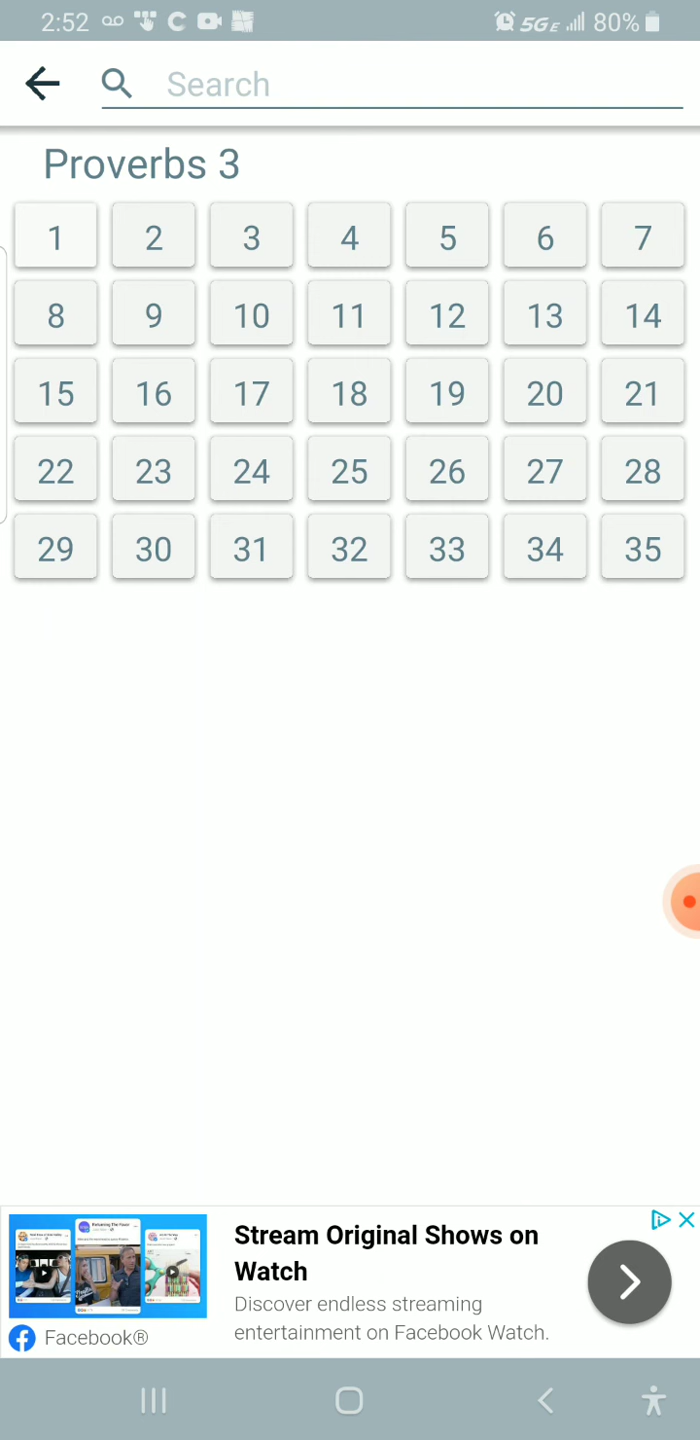 2:52 5GE 80%
Search
Proverbs 3
1 2 3 4 5 6 7
8 9 10 11 12 13 14
15 16 17 18 19 20 21
22 23 24 25 26 27 28
29 30 31 32 33 34 35
Stream Original Shows on
Watch
Discover endless streaming
entertainment on Facebook Watch.
Facebook®